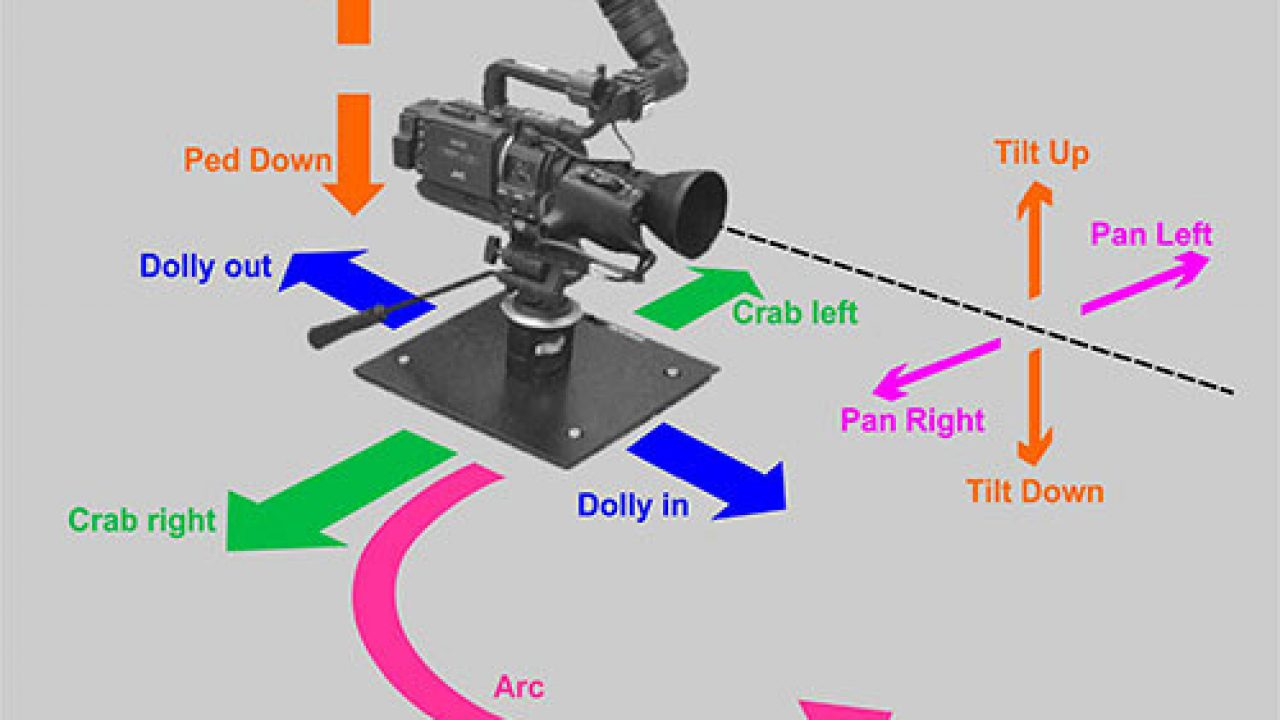 Ped Down
Tilt Up
Pan Left
Dolly out
Crab left
Pan Right
Tilt Down
Dolly in
Crab right
Arc